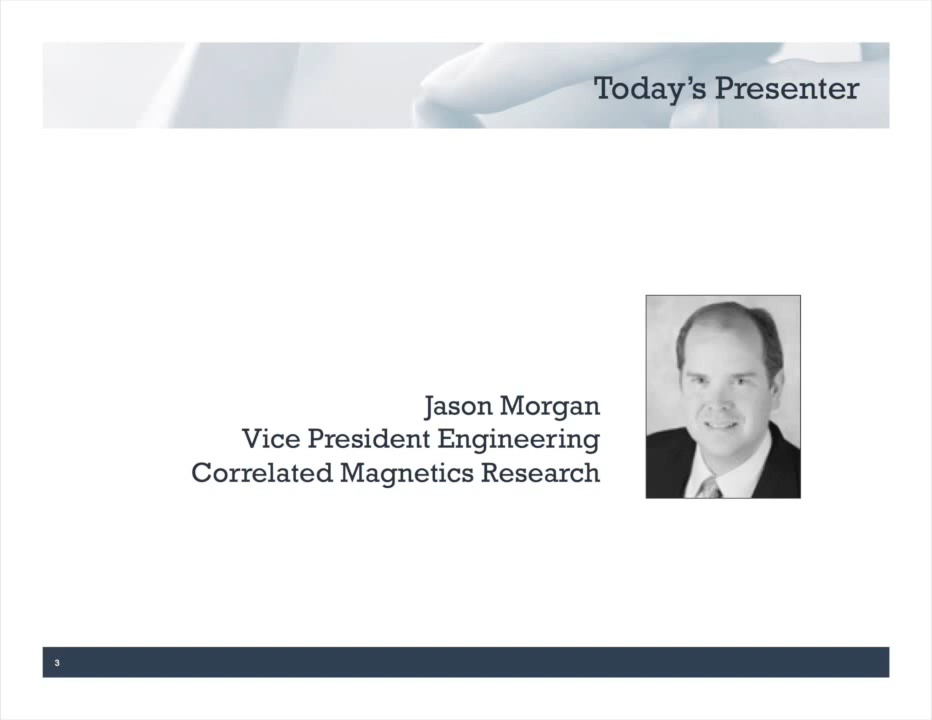 Today’s Presenter
Jason Morgan
Vice President Engineering
Correlated Magnetics Research
3